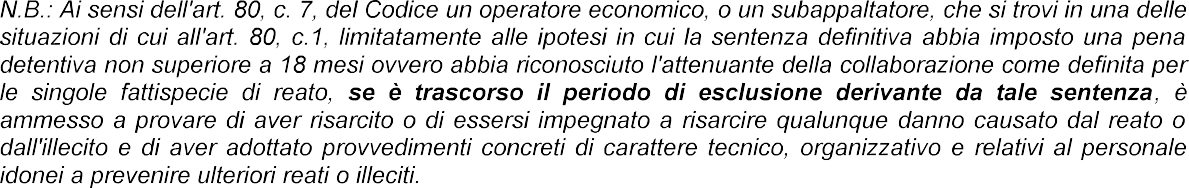 N.B.: Ai sensi dell'art. 80, c. 7, del Codice un operatore economico, o un subappaltatore, che si trovi in una delle
situazioni di cui all'art. 80, c.1, limitatamente alle ipotesi in cui la sentenza definitiva abbia imposto una pena
detentiva non superiore a 18 mesi ovvero abbia riconosciuto l'attenuante della collaborazione come definita per
le singole fattispecie di reato, se è trascorso il periodo di esclusione derivante da tale sentenza, è
ammesso a provare di aver risarcito o di essersi impegnato a risarcire qualunque danno causato dal reato o
dall'illecito e di aver adottato provvedimenti concreti di carattere tecnico, organizzativo e relativi al personale
idonei a prevenire ulteriori reati o illeciti.